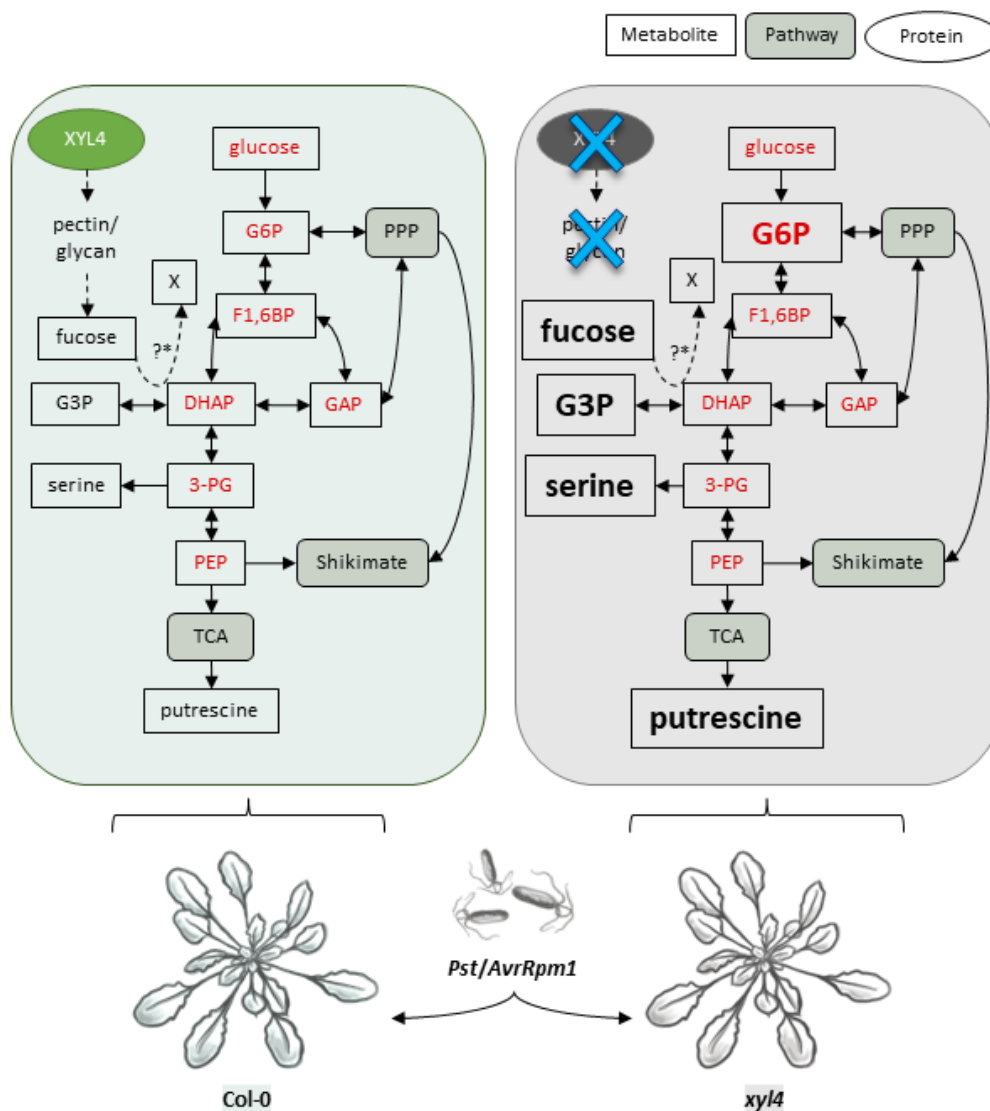 Metabolite
Pathway
Protein
XYL4
glucose
pectin/
glycan
G6P
PPP
X
F1,6BP
fucose
?*
G3P
DHAP
GAP
serine
3-PG
PEP
Shikimate
TCA
putrescine
glucose
G6P
PPP
glycan
X
F1,6BP
fucose
?*
G3P
DHAP
GAP
serine
3-PG
PEP
Shikimate
TCA
putrescine
Pst/AvrRpm1
Col-0
xyl4